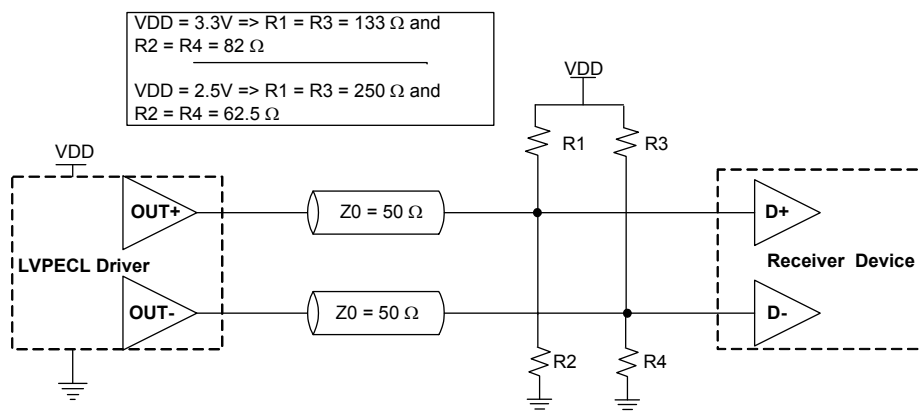 VDD = 3.3V => R1 = R3 = 133 Ω and
R2 = R4 = 82 Ω
VDD = 2.5V => R1 = R3 = 250 Ω and
R2 = R4 = 62.5 Ω
VDD
R1
R3
VDD
OUT+
Z0 = 50 Ω
D+
LVPECL Driver
Receiver Device
OUT-
Z0 = 50 Ω
D-
R2
R4